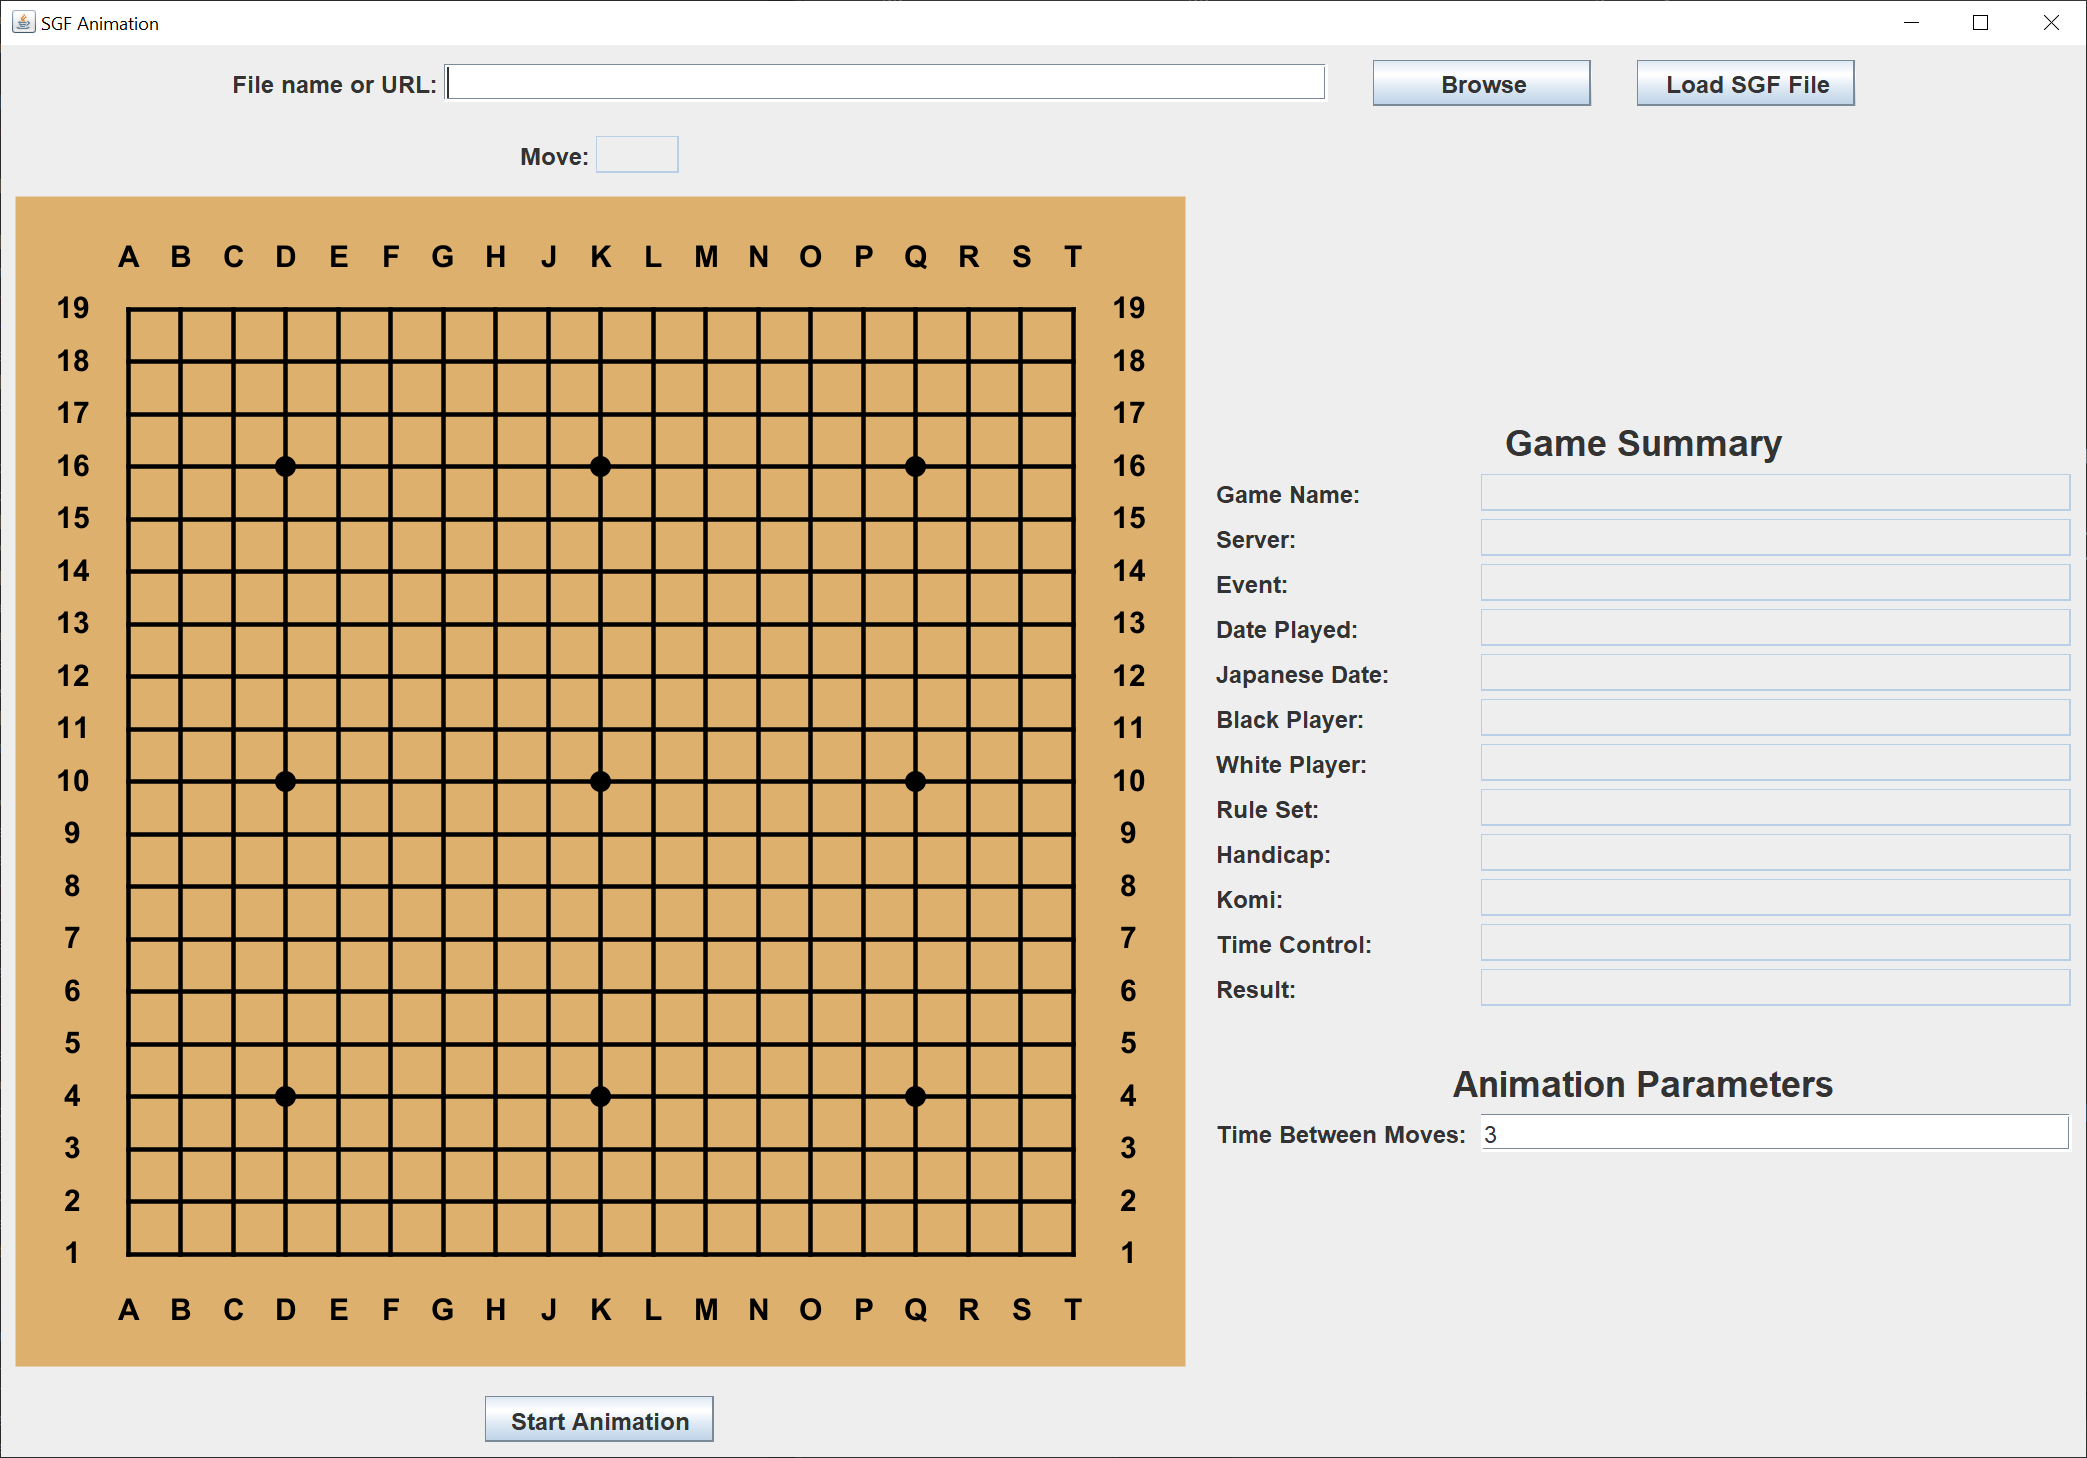 SGF Animation
File name or URL: Browse Load SGF File
Move:
A B C D E F G H J K L M N O P Q R S T
19 19
18 18
17 17
16 16
15 15
14 14
13 13
12 12
11 11
10 10
9 9
8 8
7 7
6 6
5 5
4 4
3 3
2 2
1 1
A B C D E F G H J K L M N O P Q R S T
Start Animation
Game Summary
Game Name:
Server:
Event:
Date Played:
Japanese Date:
Black Player:
White Player:
Rule Set:
Handicap:
Komi:
Time Control:
Result:
Animation Parameters
Time Between Moves: 3